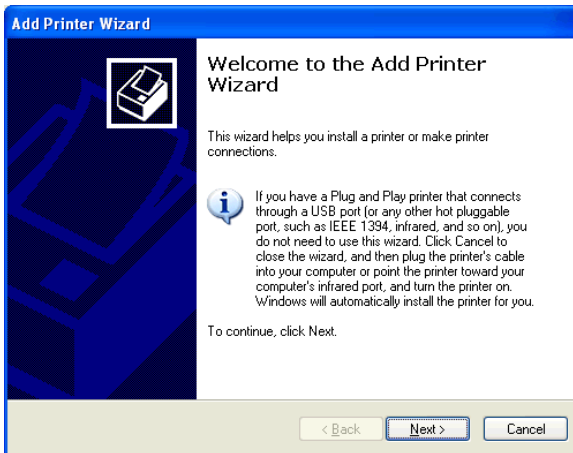 Add Printer Wizard
Welcome to the Add Printer
Wizard
This wizard helps you install a printer or make printer
connections.
If you have a Plug and Play printer that connects
through a USB port (or any other hot pluggable
port, such as IEEE 1394, infrared, and so on), you
do not need to use this wizard. Click Cancel to
close the wizard, and then plug the printer's cable
into your computer or point the printer toward your
computer's infrared port, and turn the printer on.
Windows will automatically install the printer for you.
To continue, click Next.
< Back
Next >
Cancel